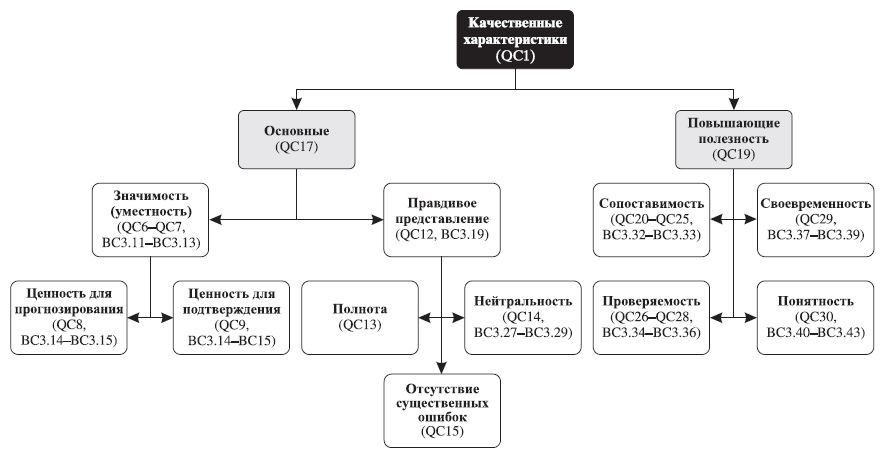 Качественные
характеристики
(QC1)
Основные
(QC17)
Повышающие
полезность
(QC19)
Значимость
(уместность)
(QC6–QC7,
BC3.11–BC3.13)
Правдивое
представление
(QC12, BC3.19)
Сопоставимость
(QC20–QC25,
BC3.32–BC3.33)
Своевременность
(QC29,
BC3.37–BC3.39)
Ценность для
прогнозирования
(QC8,
BC3.14–BC3.15)
Ценность для
подтверждения
(QC9,
BC3.14–BC15)
Полнота
(QC13)
Нейтральность
(QC14,
BC3.27–BC3.29)
Проверяемость
(QC26–QC28,
BC3.34–BC3.36)
Понятность
(QC30,
BC3.40–BC3.43)
Отсутствие
существенных
ошибок
(QC15)